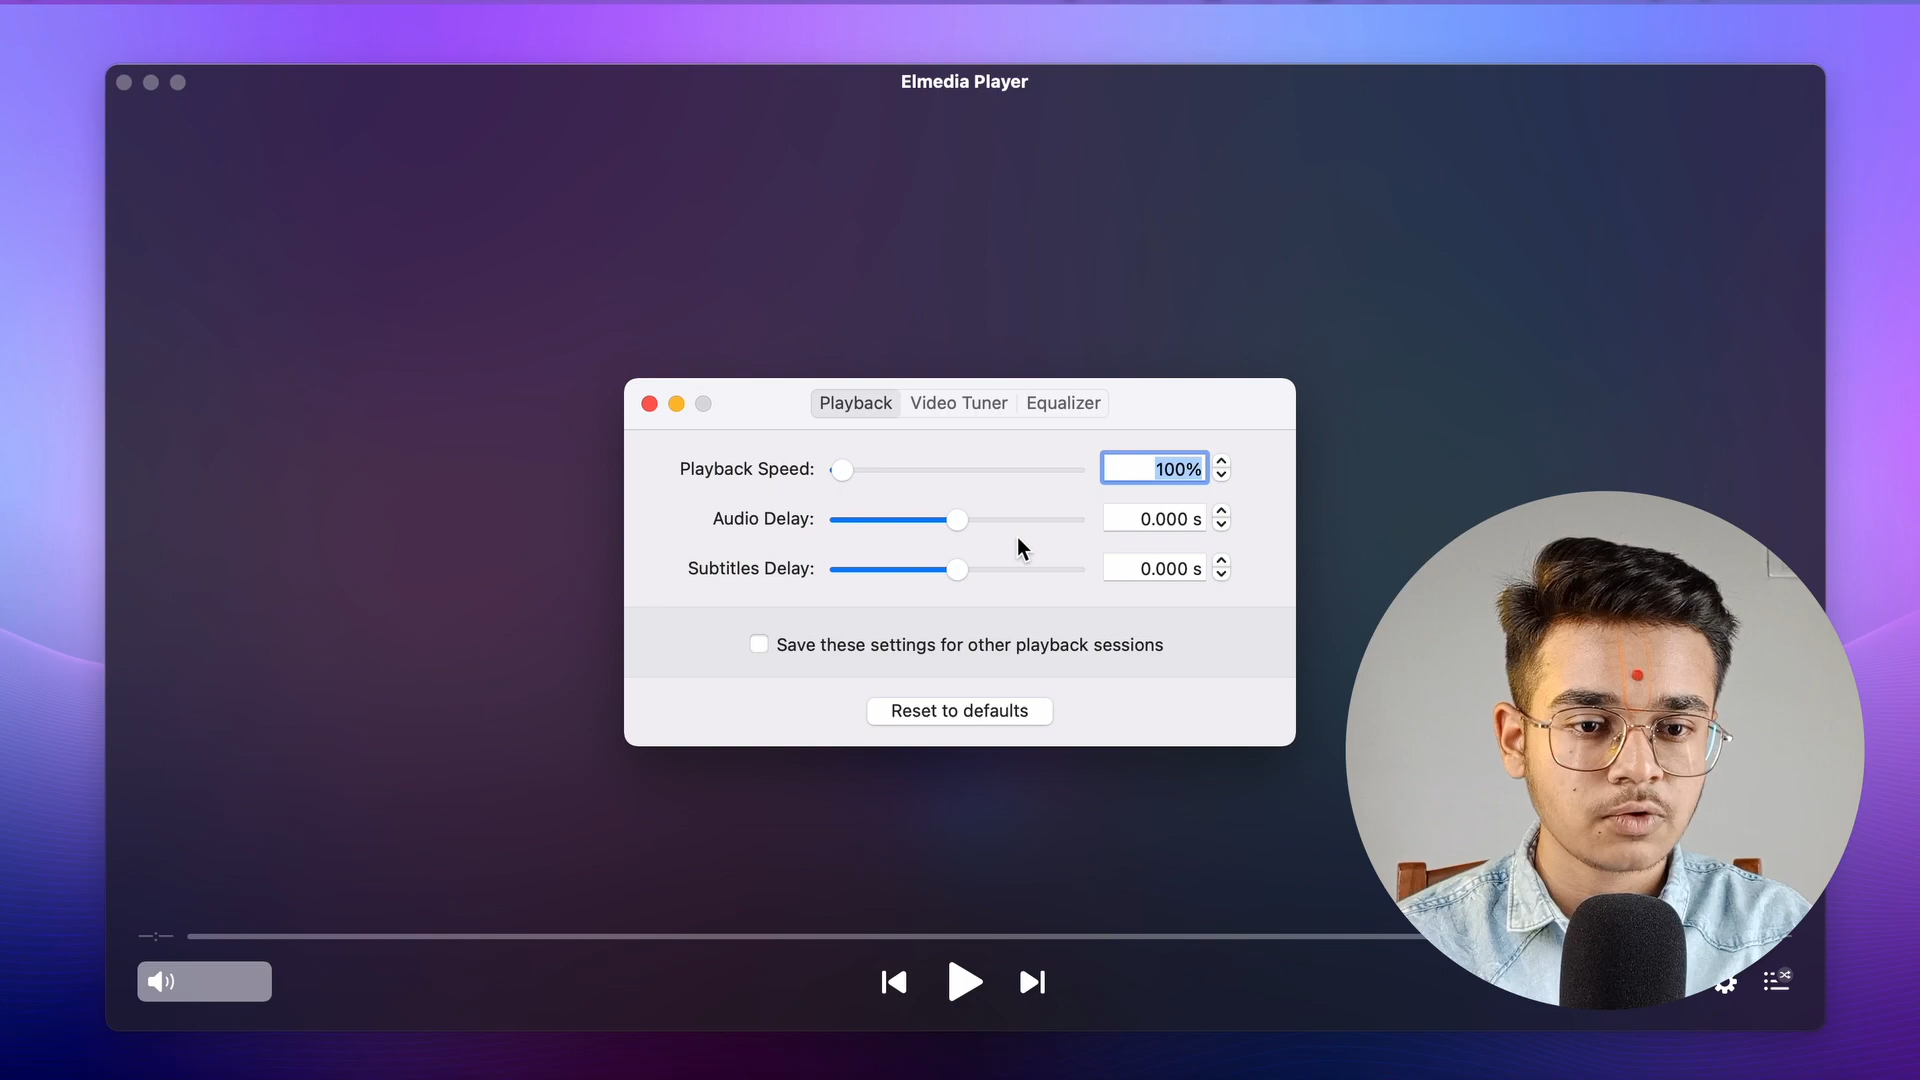 Elmedia Player
Playback Video Tuner Equalizer
Playback Speed: 100%
Audio Delay: 0.000 s
Subtitles Delay: 0.000 s
Save these settings for other playback sessions
Reset to defaults